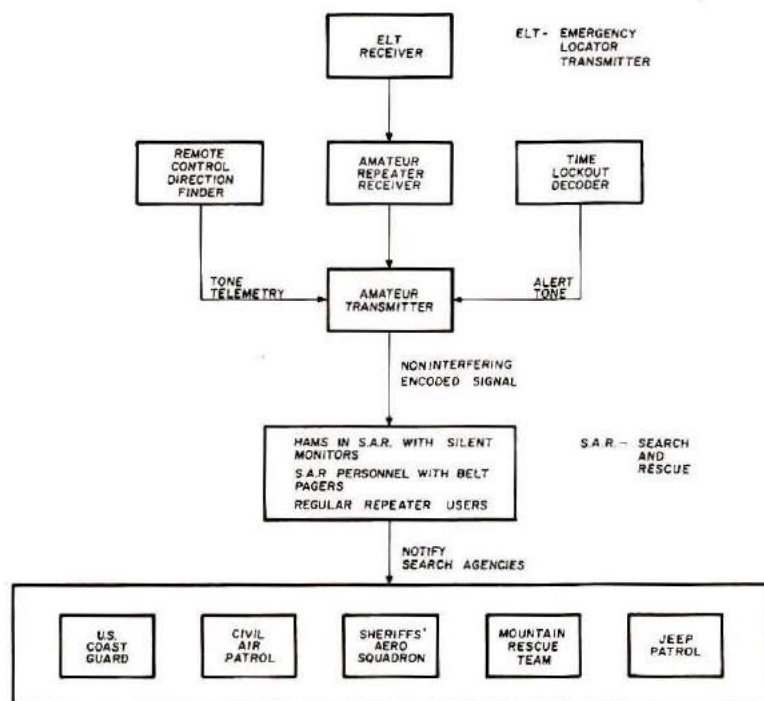 ELT
RECEIVER
ELT - EMERGENCY
LOCATOR
TRANSMITTER
REMOTE
CONTROL
DIRECTION
FINDER
AMATEUR
REPEATER
RECEIVER
TIME
LOCKOUT
DECODER
TONE
TELEMETRY
AMATEUR
TRANSMITTER
ALERT
TONE
NONINTERFERING
ENCODED SIGNAL
HAMS IN S.A.R. WITH SILENT
MONITORS
S.A.R PERSONNEL WITH BELT
PAGERS
REGULAR REPEATER USERS
S.A.R. - SEARCH
AND
RESCUE
NOTIFY
SEARCH AGENCIES
U.S.
COAST
GUARD
CIVIL
AIR
PATROL
SHERIFFS'
AERO
SQUADRON
MOUNTAIN
RESCUE
TEAM
JEEP
PATROL